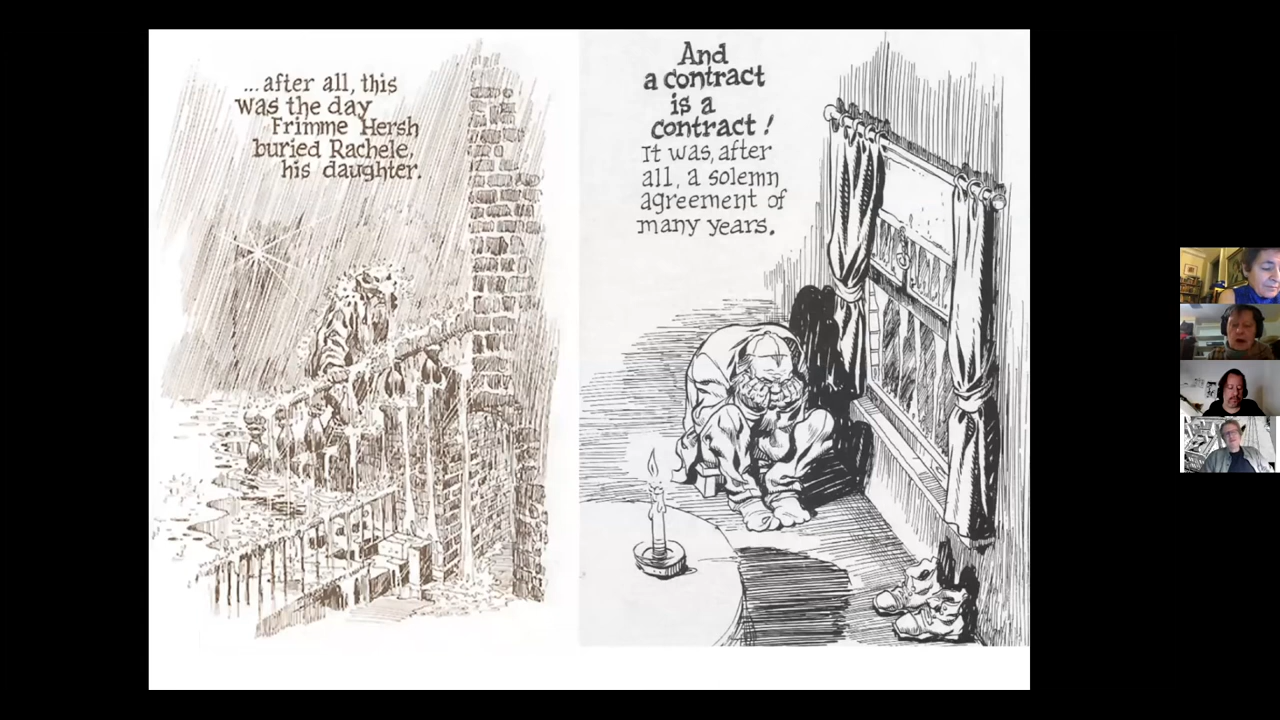 ... after all, this
was the day
Frimme Hersh
buried Rachele,
his daughter.
And
a contract
is a
contract!
It was, after
all, a solemn
agreement of
many years.